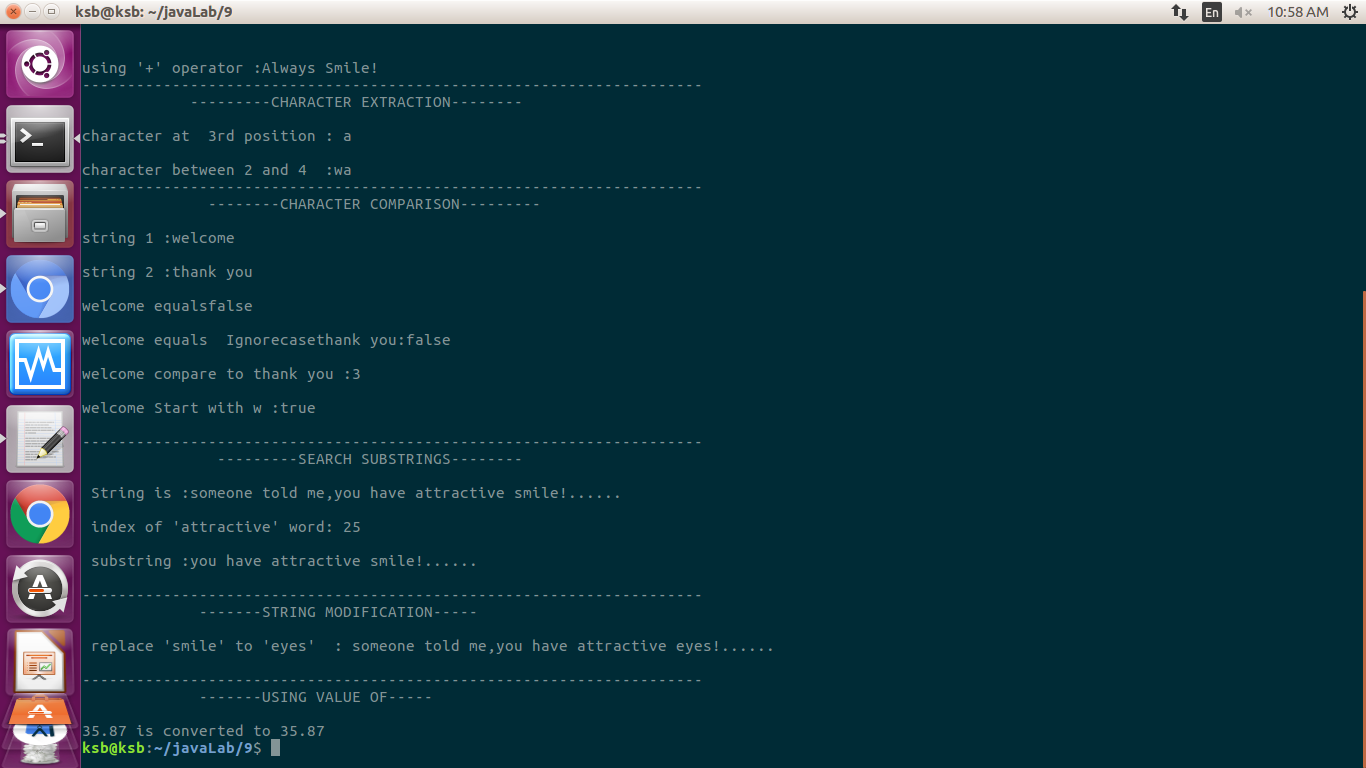 ksb@ksb: ~/javaLab/9
En
10:58 AM
using '+' operator :Always Smile!
---------------------------------------------------------------------
---------CHARACTER EXTRACTION--------
character at  3rd position : a
character between 2 and 4  :wa
---------------------------------------------------------------------
--------CHARACTER COMPARISON---------
string 1 :welcome
string 2 :thank you
welcome equalsfalse
welcome equals  Ignorecasethank you:false
welcome compare to thank you :3
welcome Start with w :true
---------------------------------------------------------------------
---------SEARCH SUBSTRINGS--------
String is :someone told me,you have attractive smile!......
index of 'attractive' word: 25
substring :you have attractive smile!......
---------------------------------------------------------------------
-------STRING MODIFICATION-----
replace 'smile' to 'eyes'  : someone told me,you have attractive eyes!......
---------------------------------------------------------------------
-------USING VALUE OF-----
35.87 is converted to 35.87
ksb@ksb:~/javaLab/9$